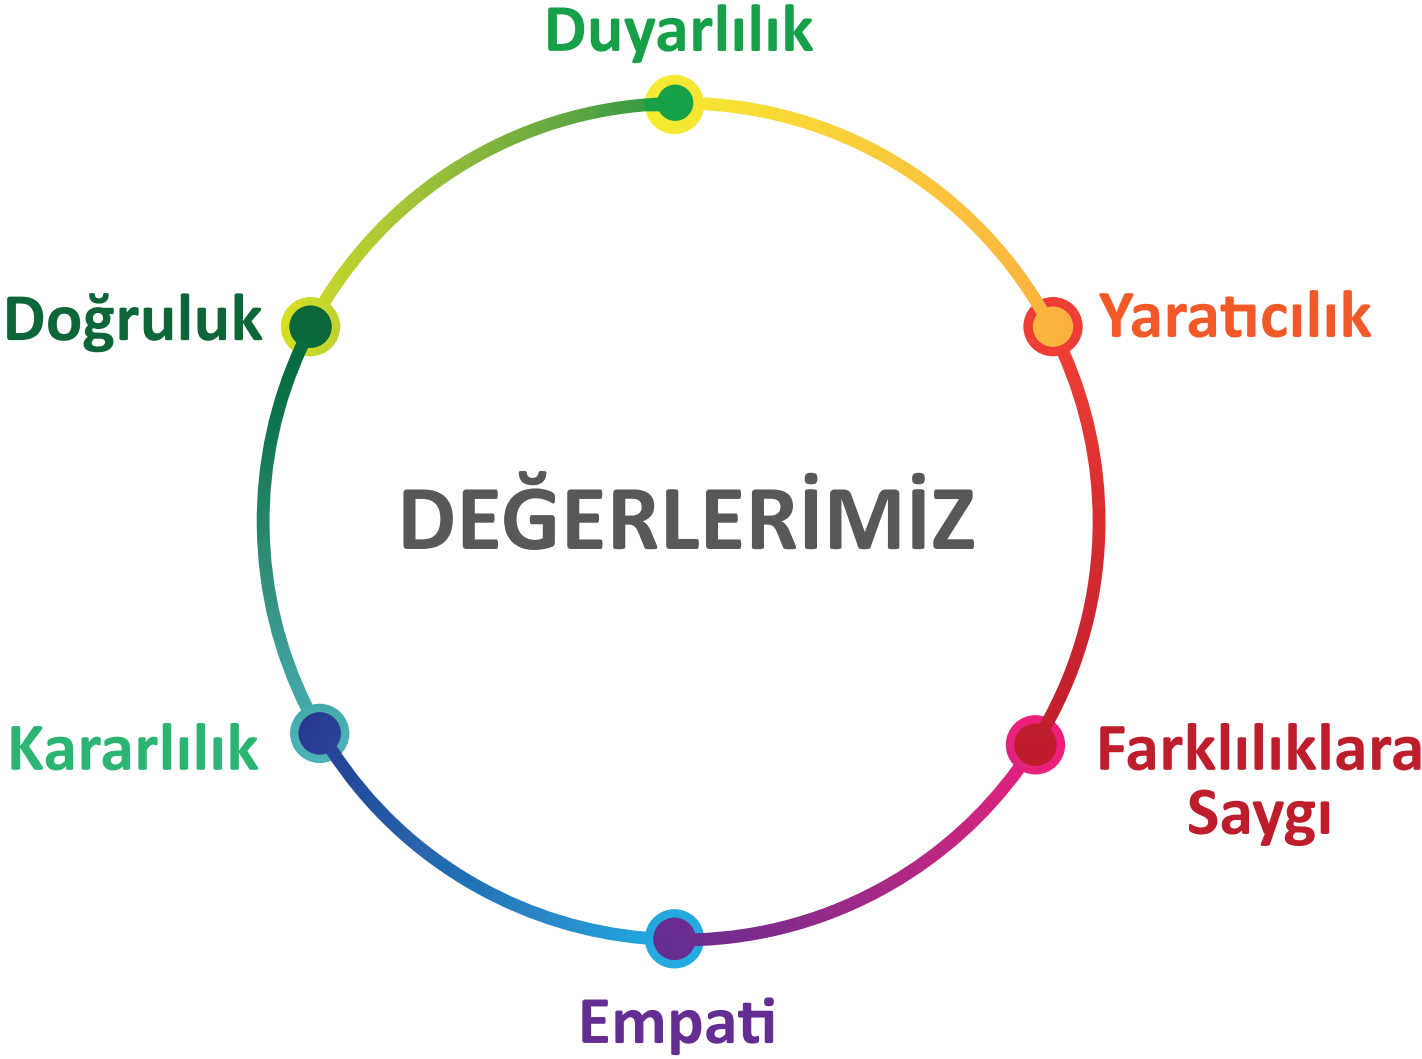 Duyarlılık
Doğruluk
Yaratıcılık
DEĞERLERİMİZ
Kararlılık
Farklılıklara
Saygı
Empati